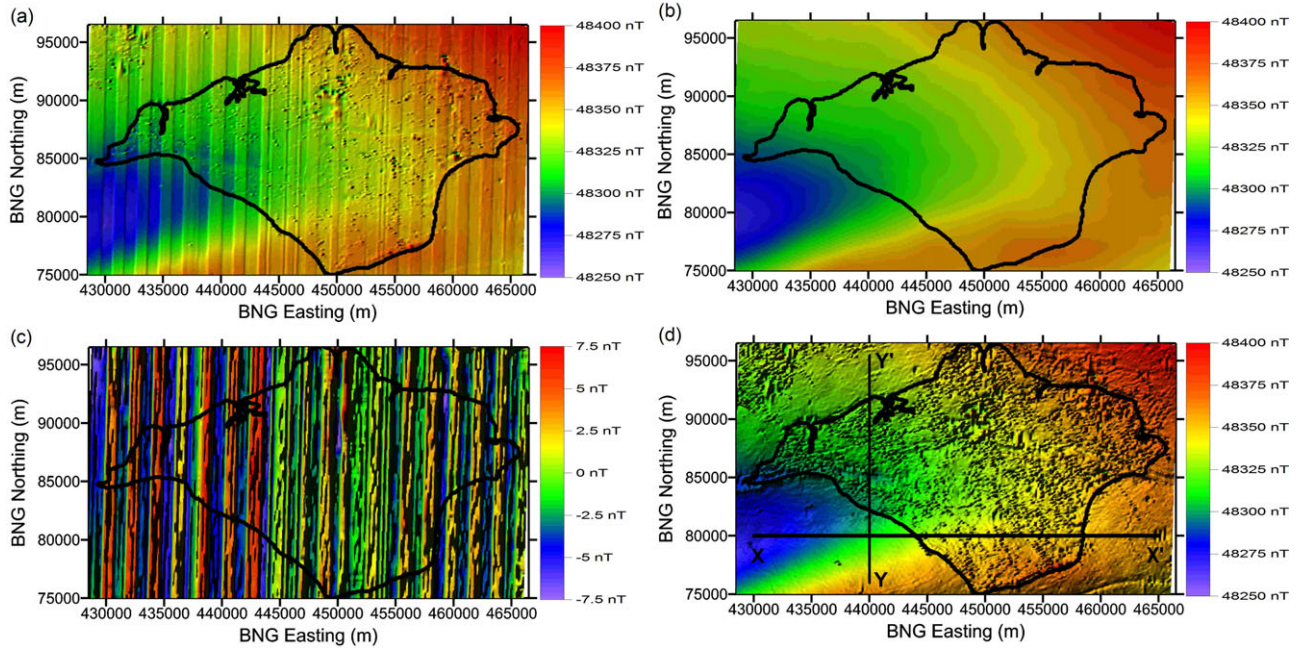 (a)
BNG Northing (m)
95000
90000
85000
80000
75000
430000 435000 440000 445000 450000 455000 460000 465000
BNG Easting (m)
48400 nT
48375 nT
48350 nT
48325 nT
48300 nT
48275 nT
48250 nT
(b)
BNG Northing (m)
95000
90000
85000
80000
75000
430000 435000 440000 445000 450000 455000 460000 465000
BNG Easting (m)
48400 nT
48375 nT
48350 nT
48325 nT
48300 nT
48275 nT
48250 nT
(c)
BNG Northing (m)
95000
90000
85000
80000
75000
430000 435000 440000 445000 450000 455000 460000 465000
BNG Easting (m)
7.5 nT
5 nT
2.5 nT
0 nT
-2.5 nT
-5 nT
-7.5 nT
(d)
BNG Northing (m)
95000
90000
85000
80000
75000
Y'
X X'
Y
430000 435000 440000 445000 450000 455000 460000 465000
BNG Easting (m)
48400 nT
48375 nT
48350 nT
48325 nT
48300 nT
48275 nT
48250 nT